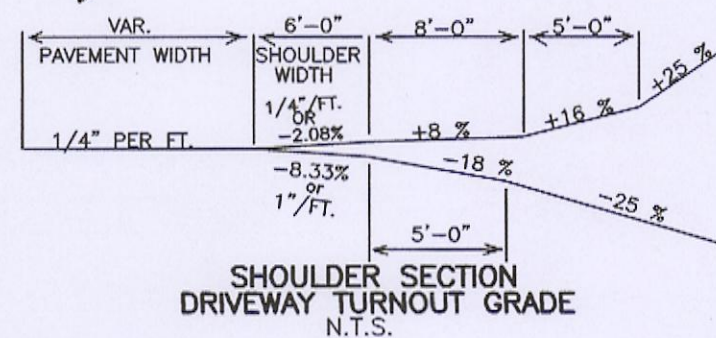 VAR.
6'-0"
8'-0"
5'-0"
PAVEMENT WIDTH
SHOULDER
WIDTH
1/4"/FT.
OR
-2.08%
1/4" PER FT.
+8 %
+16 %
+25 %
-8.33%
or
1"/FT.
-18 %
-25 %
5'-0"
SHOULDER SECTION
DRIVEWAY TURNOUT GRADE
N.T.S.